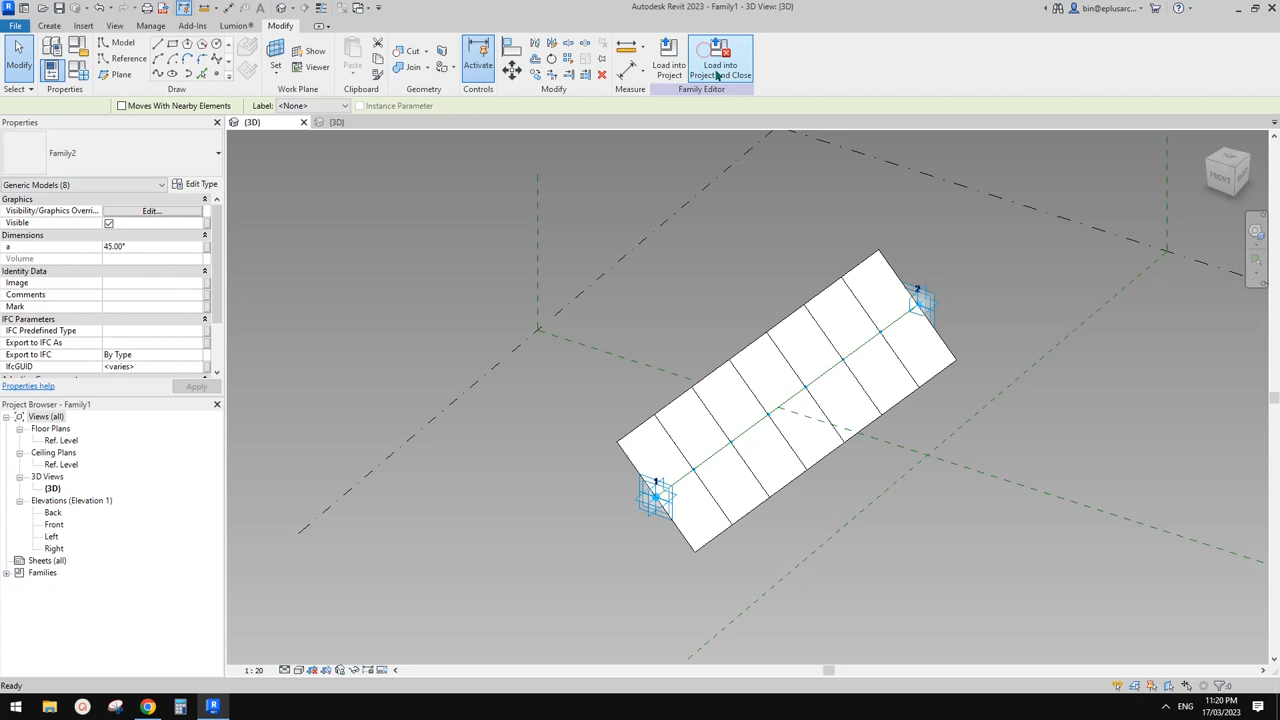 Autodesk Revit 2023 - Family1 - 3D View: {3D}
bin@eplusarc...
File Create Insert View Manage Add-Ins Lumion® Modify
Modify
Select
Properties
Model
Reference
Plane
Draw
Set
Show
Viewer
Work Plane
Paste
Clipboard
Cut
Join
Geometry
Activate
Controls
Modify
Measure
Load into
Project
Load into
Project and Close
Family Editor
Moves With Nearby Elements Label: <None> Instance Parameter
Properties
{3D}
{3D}
Family2
Generic Models (8) Edit Type
Graphics
Visibility/Graphics Overri... Edit...
Visible
Dimensions
a 45.00°
Volume
Identity Data
Image
Comments
Mark
IFC Parameters
IFC Predefined Type
Export to IFC As
Export to IFC By Type
IfcGUID <varies>
Properties help Apply
Project Browser - Family1
Views (all)
Floor Plans
Ref. Level
Ceiling Plans
Ref. Level
3D Views
{3D}
Elevations (Elevation 1)
Back
Front
Left
Right
Sheets (all)
Families
TOP
FRONT
2
1
1 : 20
Ready
:0
ENG
11:20 PM
17/03/2023